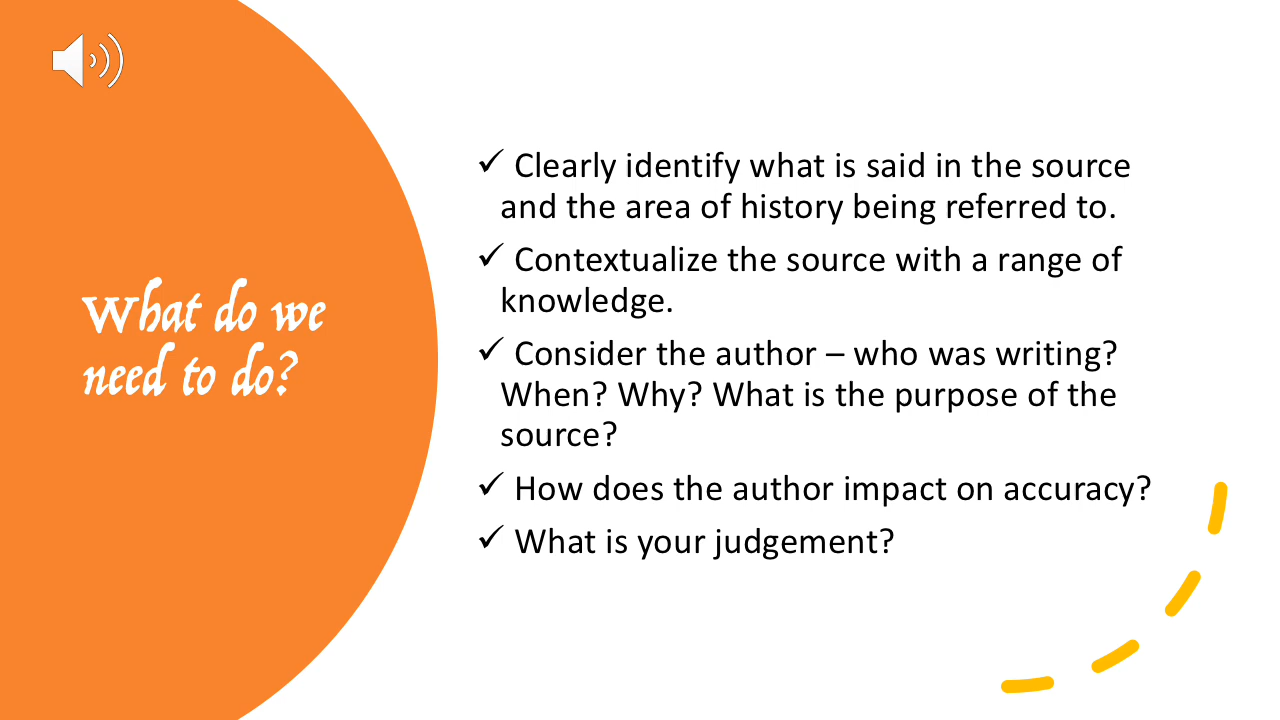 What do we
need to do?
✓ Clearly identify what is said in the source
and the area of history being referred to.
✓ Contextualize the source with a range of
knowledge.
✓ Consider the author – who was writing?
When? Why? What is the purpose of the
source?
✓ How does the author impact on accuracy?
✓ What is your judgement?